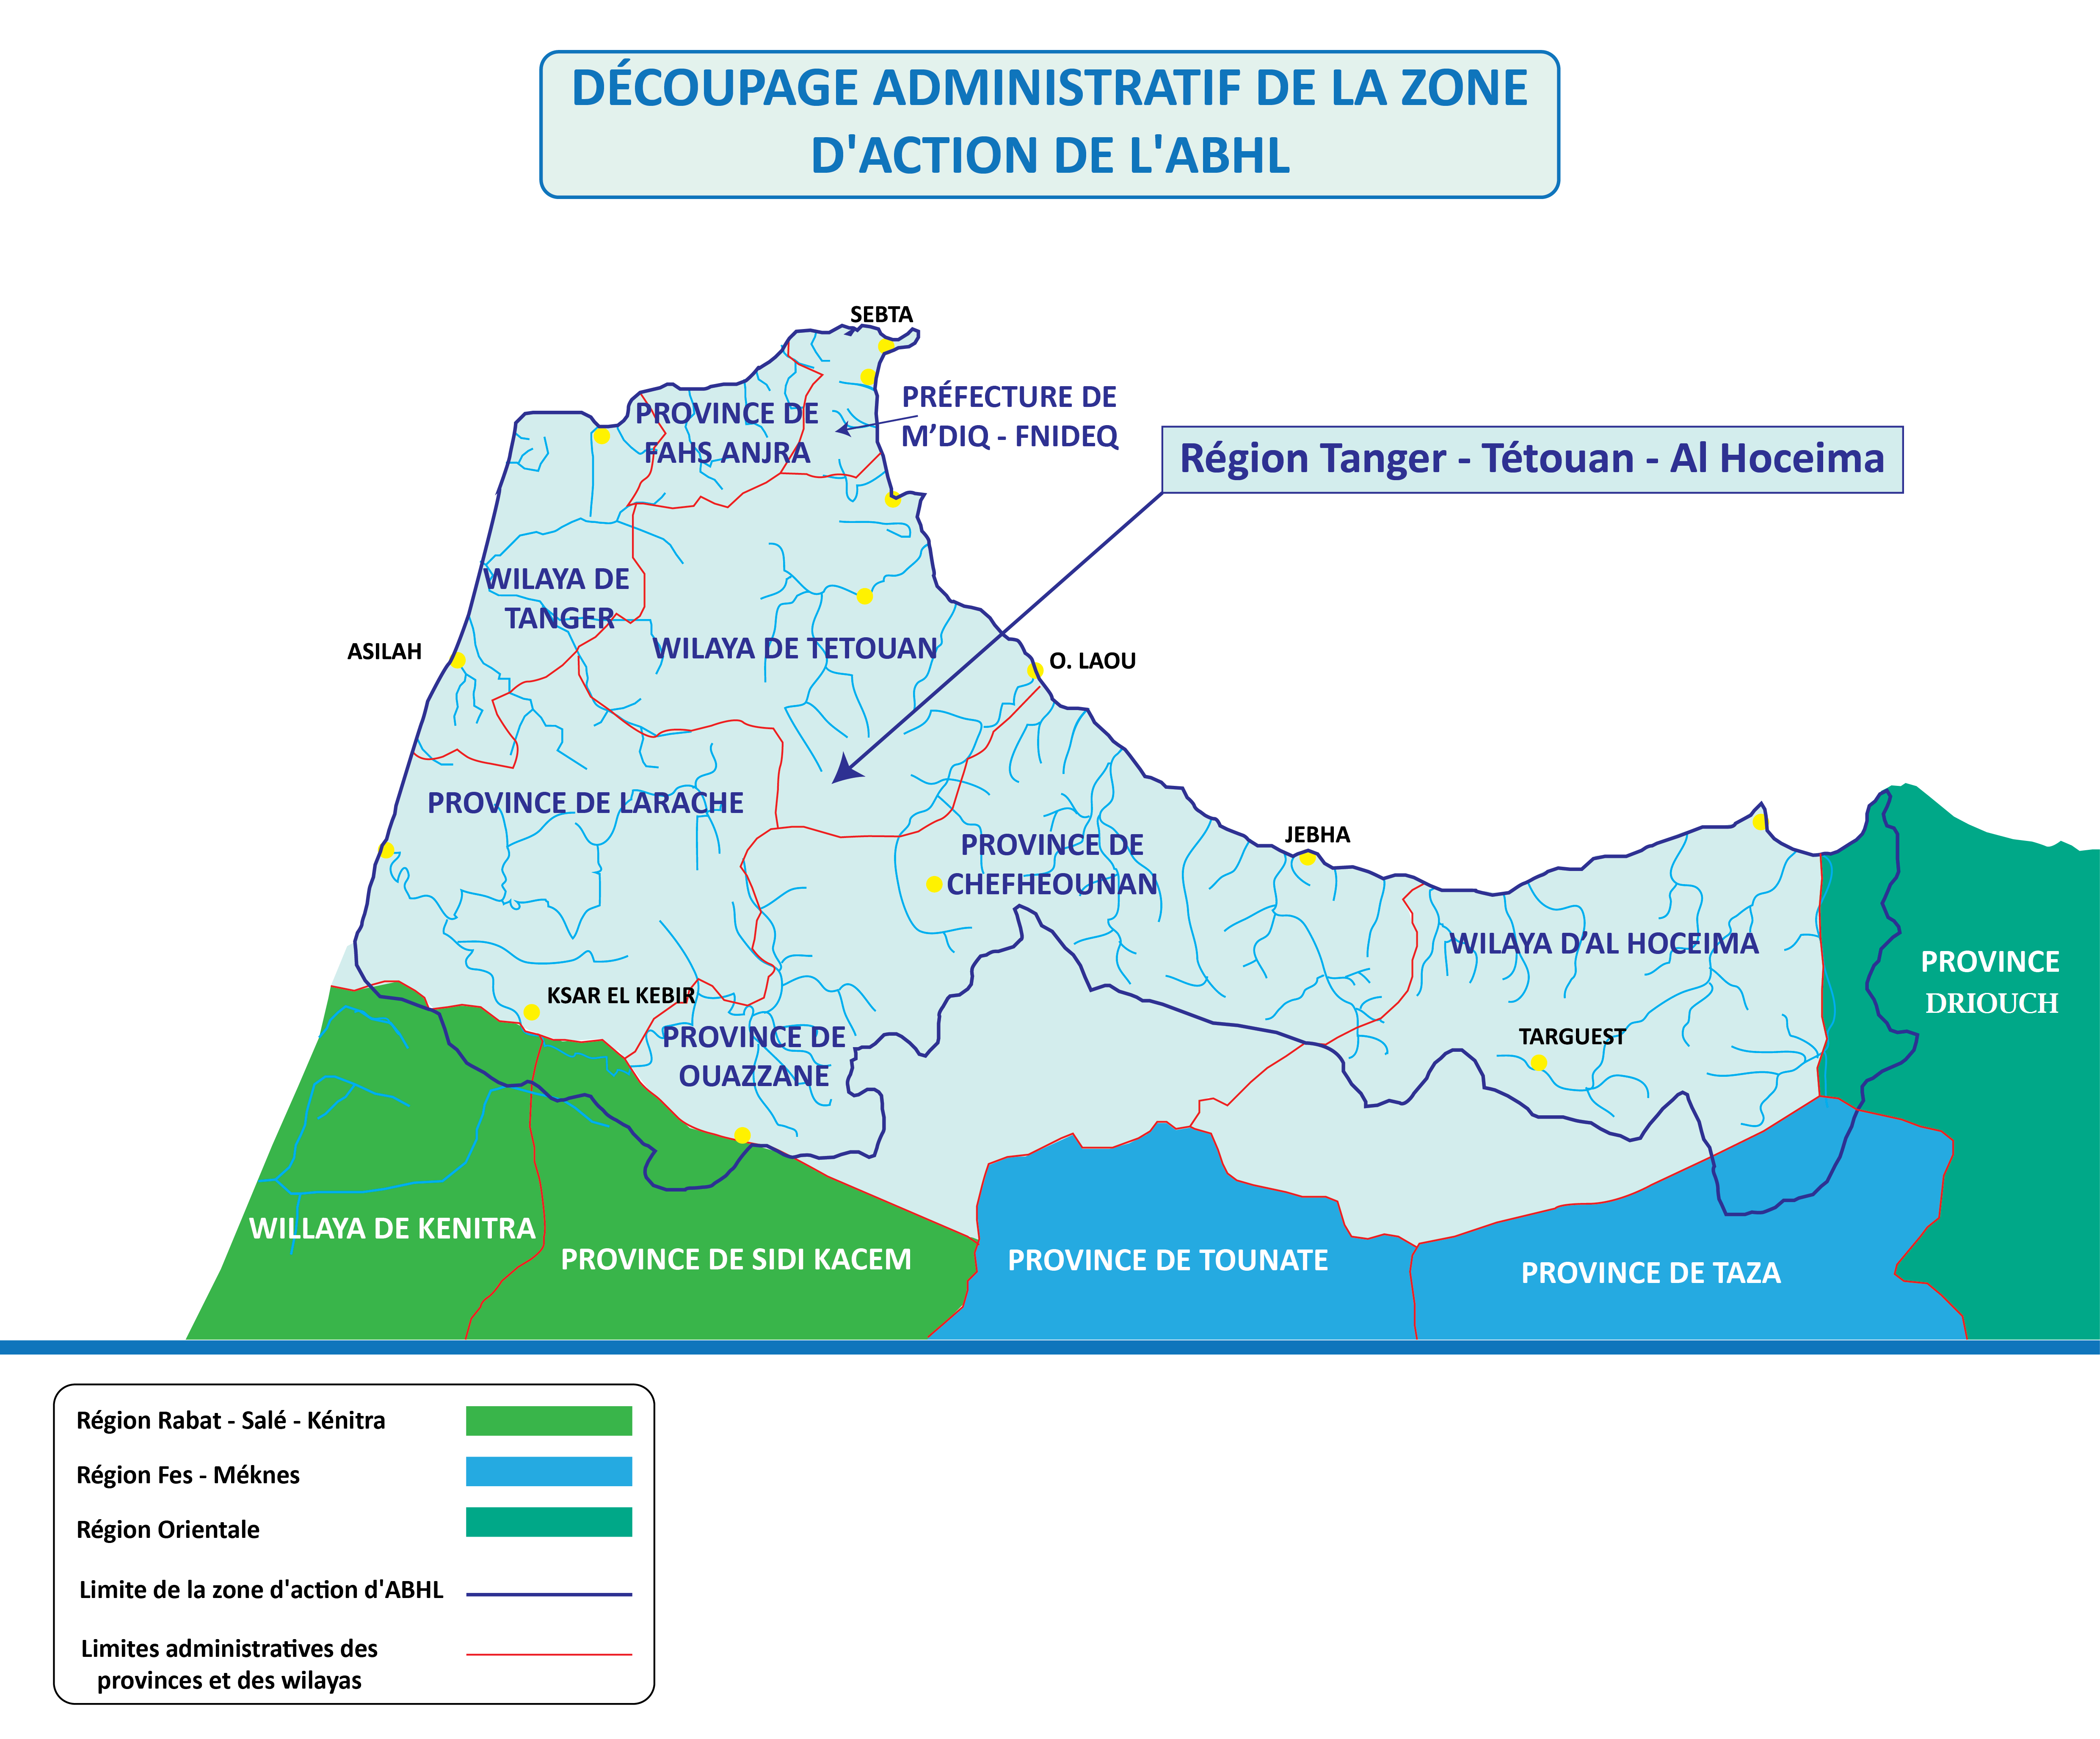 DÉCOUPAGE ADMINISTRATIF DE LA ZONE
D'ACTION DE L'ABHL
SEBTA
PRÉFECTURE DE
M’DIQ - FNIDEQ
PROVINCE DE
FAHS ANJRA
Région Tanger - Tétouan - Al Hoceima
WILAYA DE
TANGER
WILAYA DE TETOUAN
ASILAH
O. LAOU
PROVINCE DE LARACHE
PROVINCE DE
CHEFHEOUNAN
JEBHA
WILAYA D’AL HOCEIMA
PROVINCE
DRIOUCH
KSAR EL KEBIR
PROVINCE DE
OUAZZANE
TARGUEST
WILLAYA DE KENITRA
PROVINCE DE SIDI KACEM
PROVINCE DE TOUNATE
PROVINCE DE TAZA
Région Rabat - Salé - Kénitra
Région Fes - Méknes
Région Orientale
Limite de la zone d'action d'ABHL
Limites administratives des
provinces et des wilayas